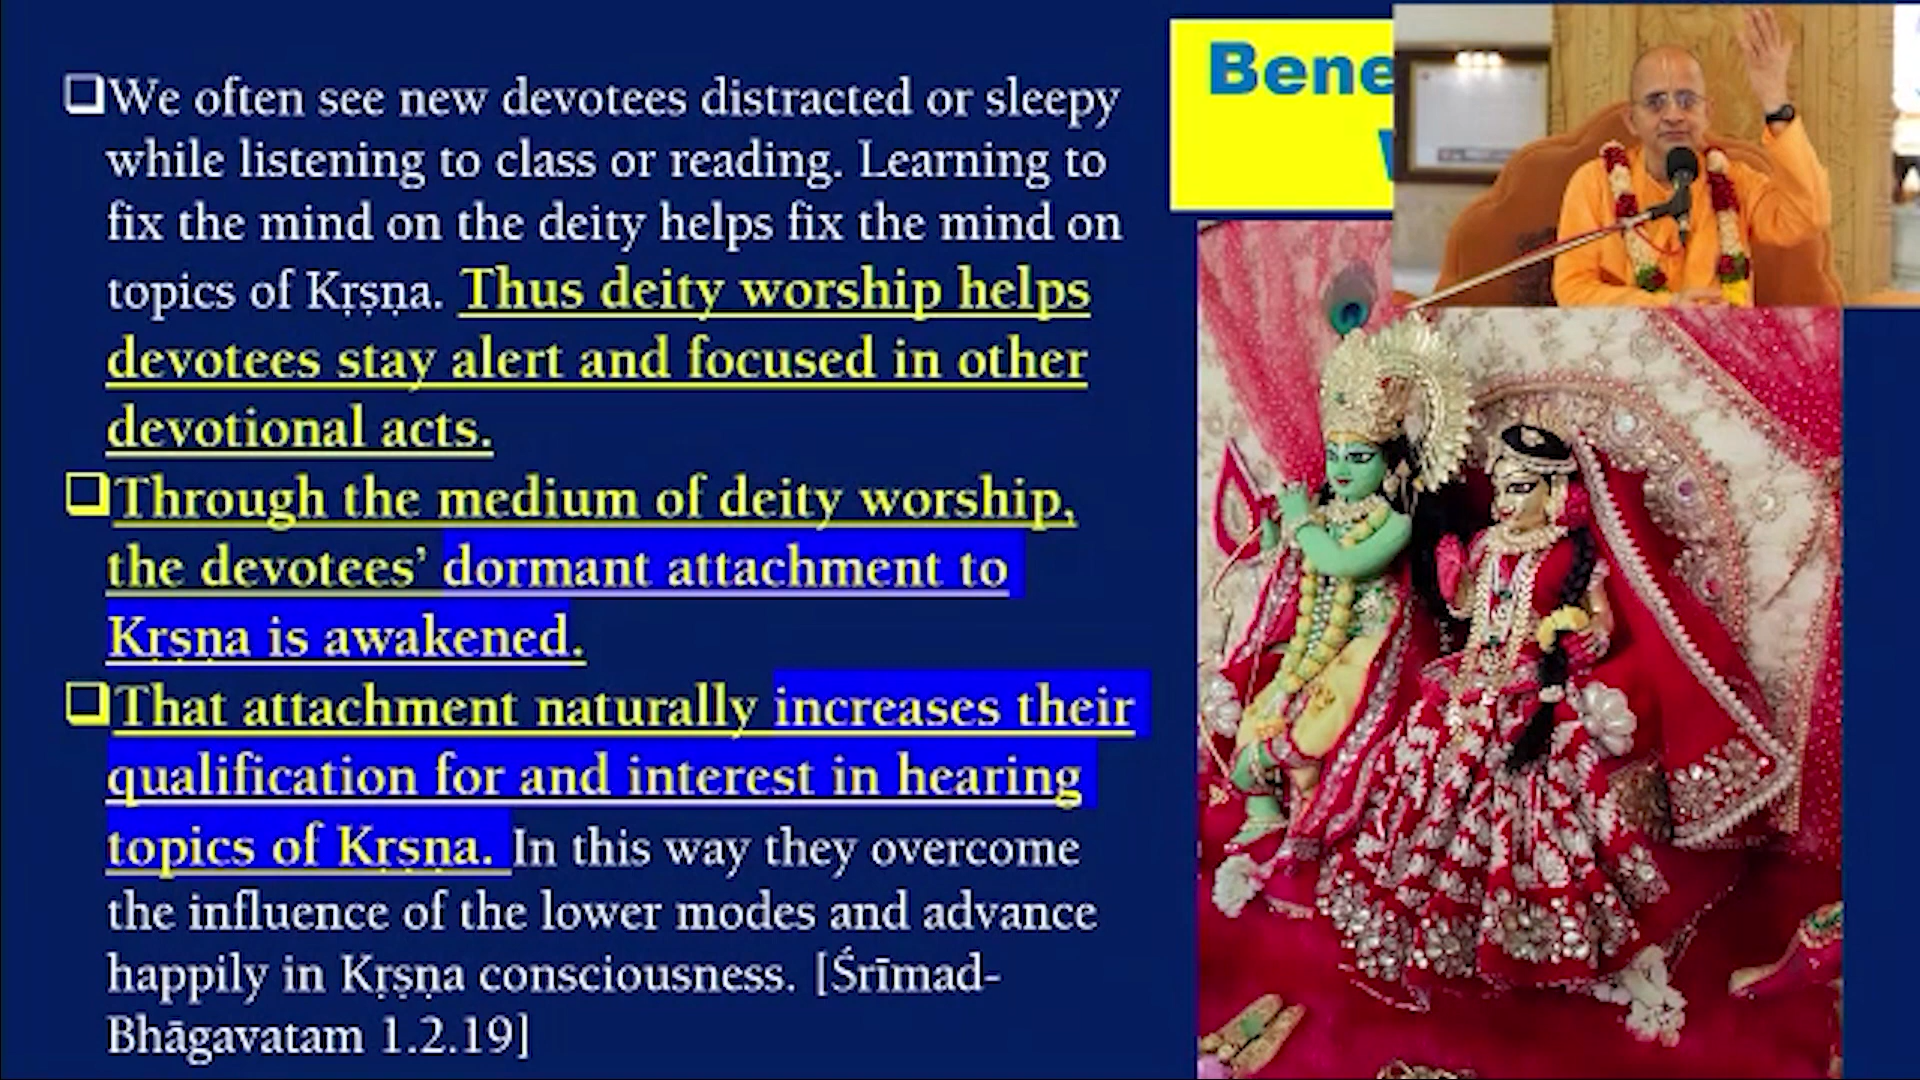 ❑We often see new devotees distracted or sleepy
while listening to class or reading. Learning to
fix the mind on the deity helps fix the mind on
topics of Kṛṣṇa. Thus deity worship helps
devotees stay alert and focused in other
devotional acts.
❑Through the medium of deity worship,
the devotees’ dormant attachment to
Kṛṣṇa is awakened.
❑That attachment naturally increases their
qualification for and interest in hearing
topics of Kṛṣṇa. In this way they overcome
the influence of the lower modes and advance
happily in Kṛṣṇa consciousness. [Śrīmad-
Bhāgavatam 1.2.19]
Bene